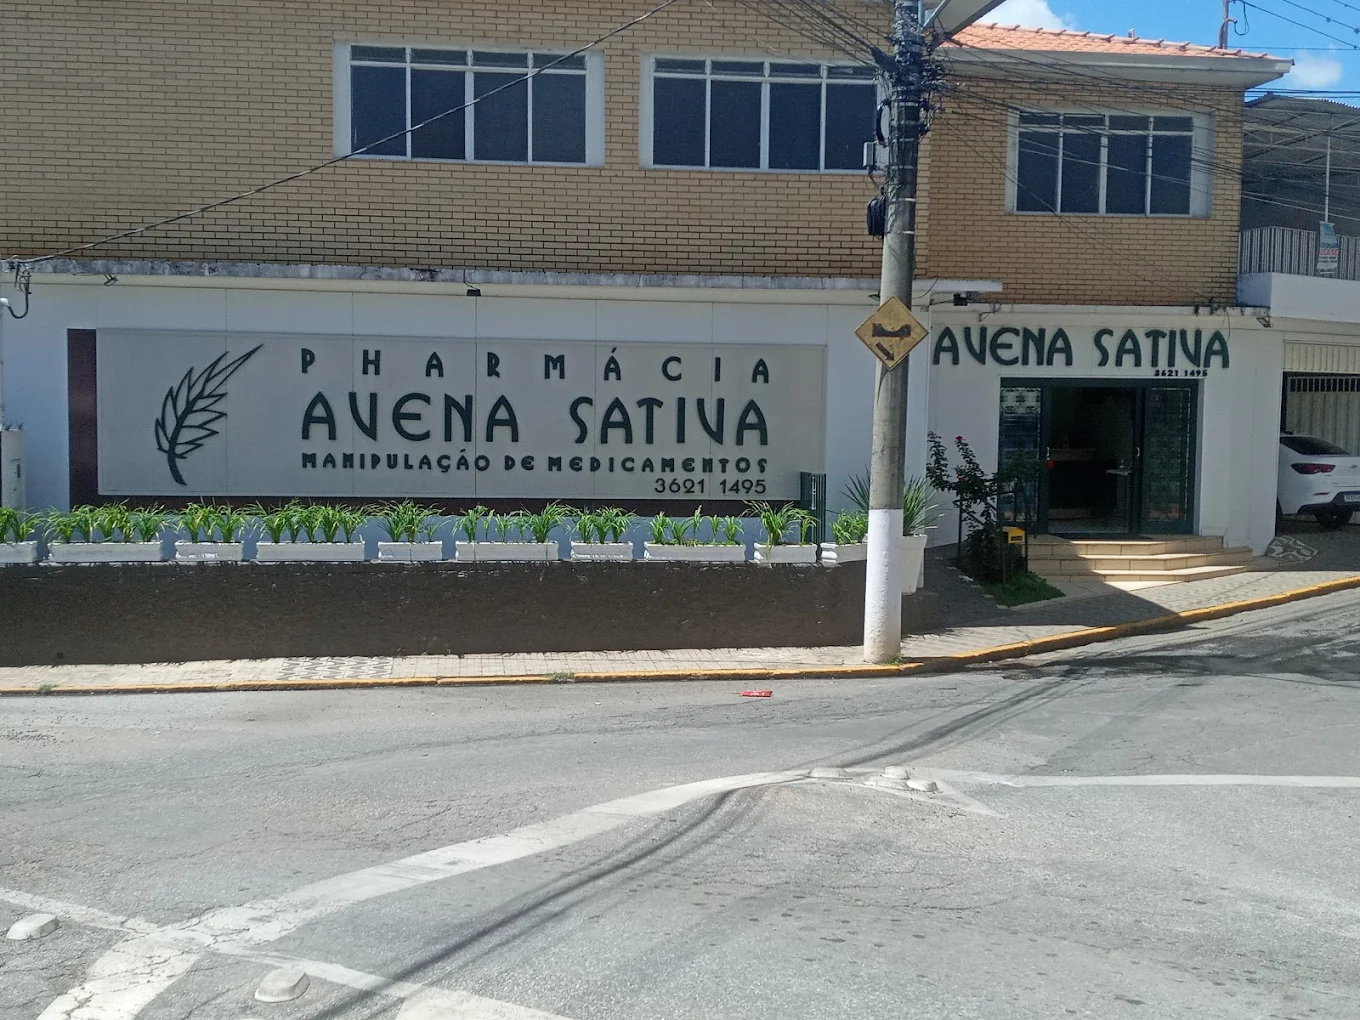 PHARMÁCIA
AVENA SATIVA
MANIPULAÇÃO DE MEDICAMENTOS
3621 1495
AVENA SATIVA
3621 1495